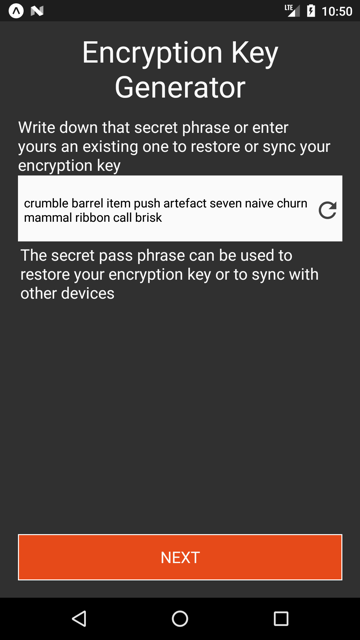 LTE 10:50
Encryption Key
Generator
Write down that secret phrase or enter
yours an existing one to restore or sync your
encryption key
crumble barrel item push artefact seven naive churn
mammal ribbon call brisk
The secret pass phrase can be used to
restore your encryption key or to sync with
other devices
NEXT